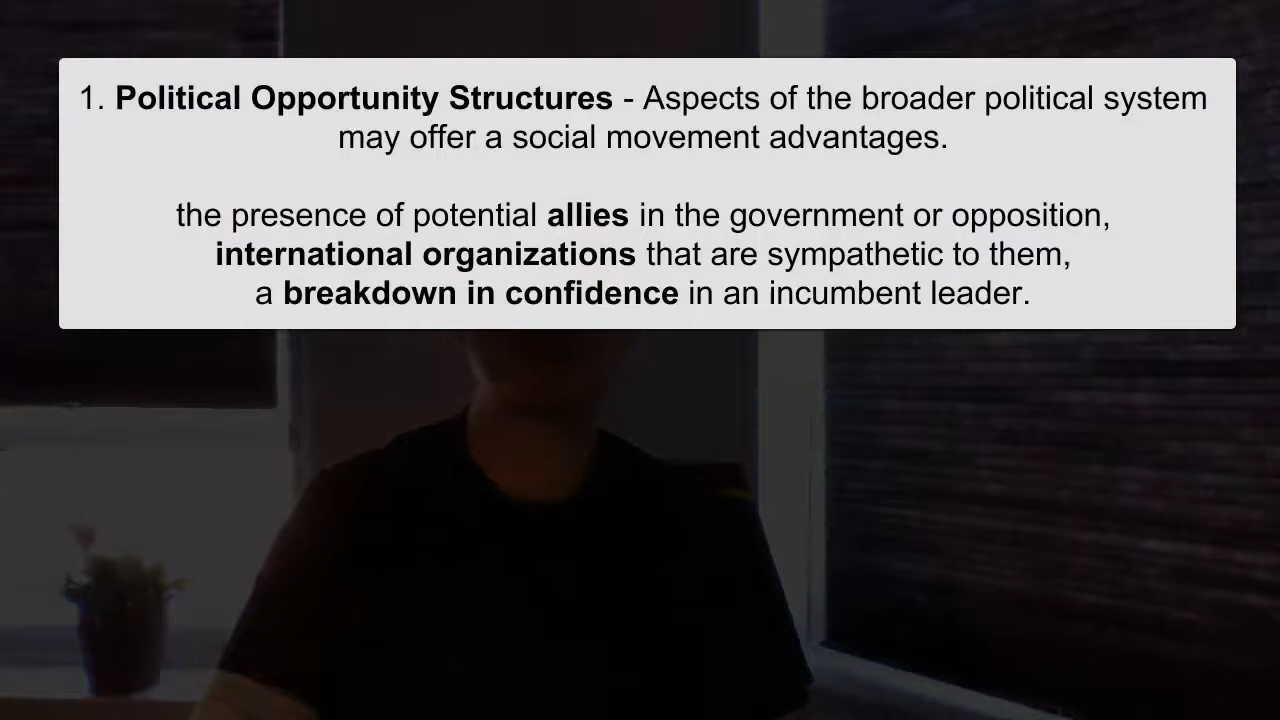 1. Political Opportunity Structures - Aspects of the broader political system
may offer a social movement advantages.
the presence of potential allies in the government or opposition,
international organizations that are sympathetic to them,
a breakdown in confidence in an incumbent leader.